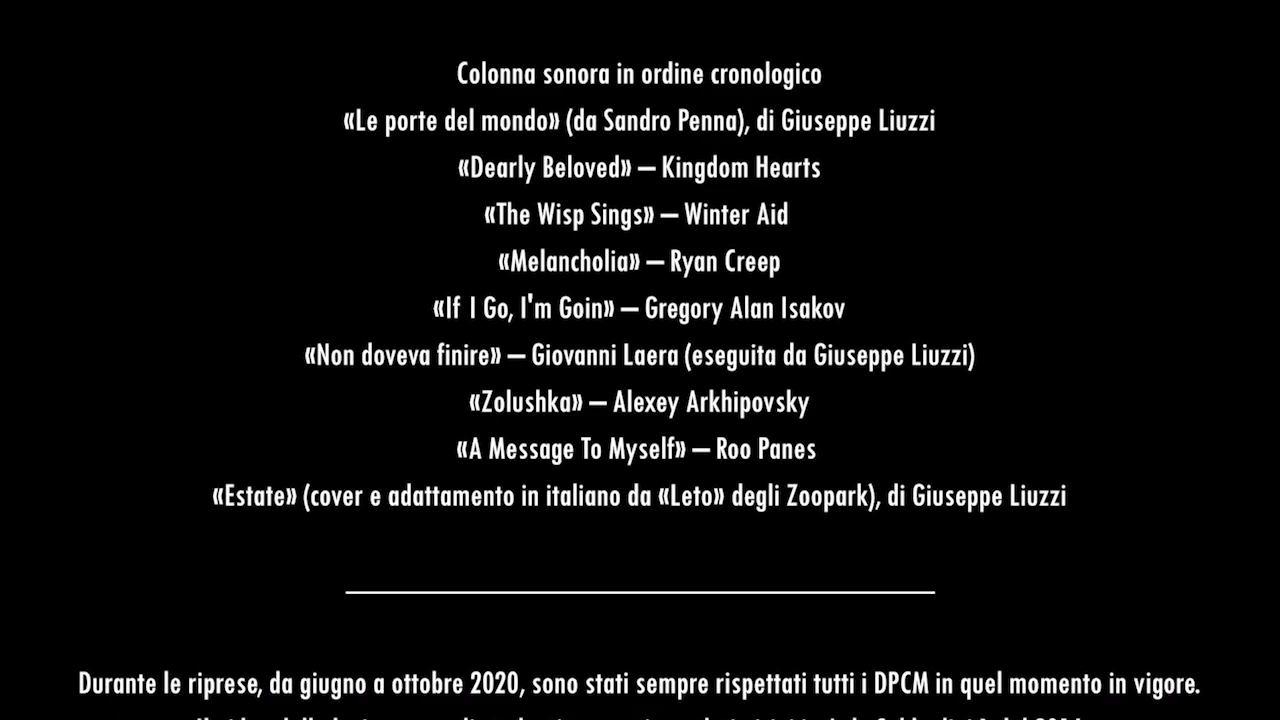 Colonna sonora in ordine cronologico
«Le porte del mondo» (da Sandro Penna), di Giuseppe Liuzzi
«Dearly Beloved» – Kingdom Hearts
«The Wisp Sings» – Winter Aid
«Melancholia» – Ryan Creep
«If I Go, I'm Goin» – Gregory Alan Isakov
«Non doveva finire» – Giovanni Laera (eseguita da Giuseppe Liuzzi)
«Zolushka» – Alexey Arkhipovsky
«A Message To Myself» – Roo Panes
«Estate» (cover e adattamento in italiano da «Leto» degli Zoopark), di Giuseppe Liuzzi
Durante le riprese, da giugno a ottobre 2020, sono stati sempre rispettati tutti i DPCM in quel momento in vigore.